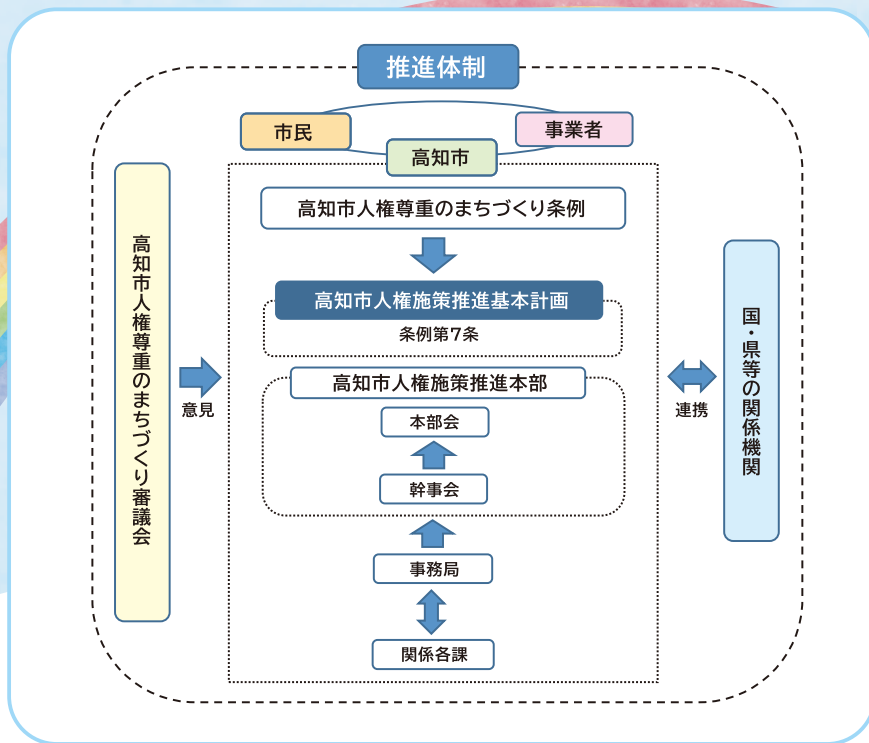 推進体制
市民
事業者
高知市
高知市人権尊重のまちづくり条例
高知市人権施策推進基本計画
条例第7条
高知市人権施策推進本部
本部会
幹事会
事務局
関係各課
高知市人権尊重のまちづくり審議会
意見
連携
国・県等の関係機関